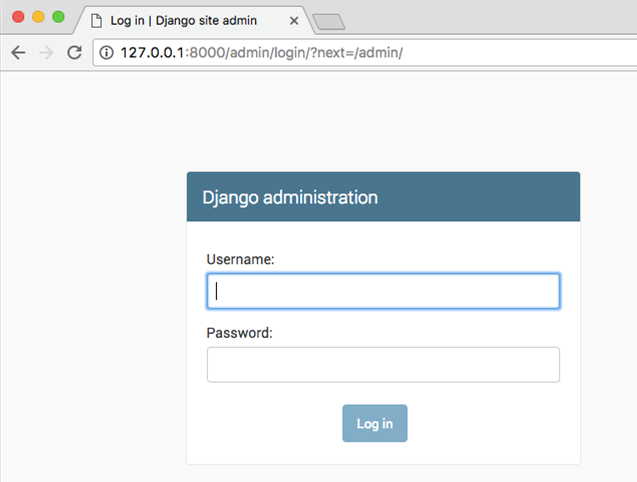 Log in | Django site admin
127.0.0.1:8000/admin/login/?next=/admin/
Django administration
Username:
Password:
Log in